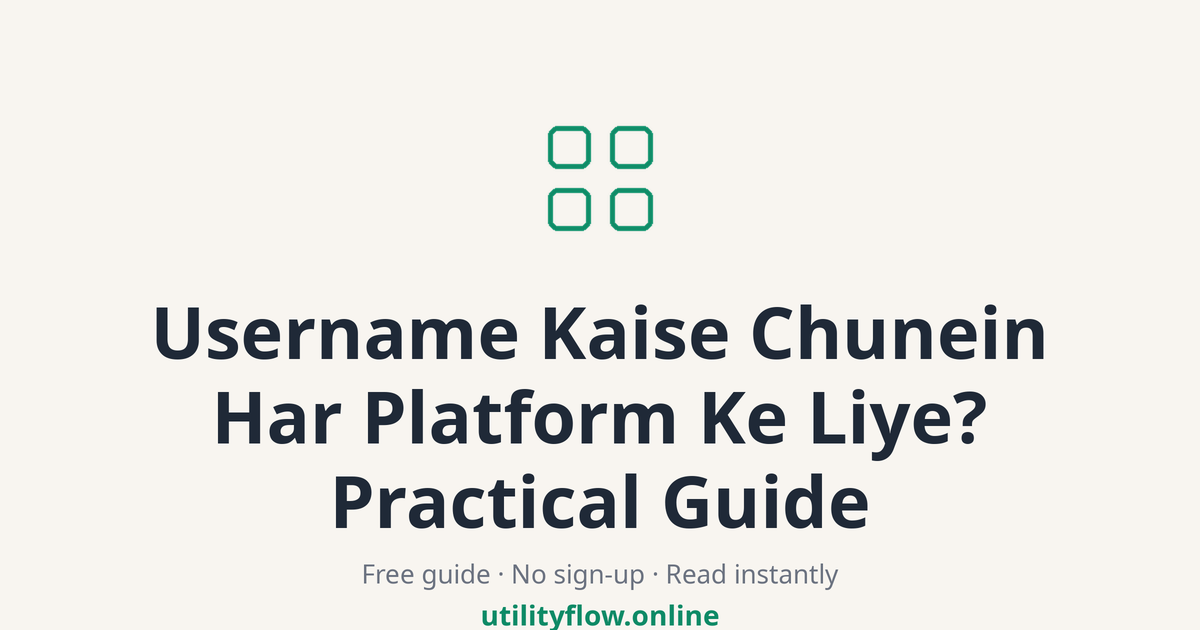 Username Kaise Chunein
Har Platform Ke Liye?
Practical Guide
Free guide · No sign-up · Read instantly
utilityflow.online